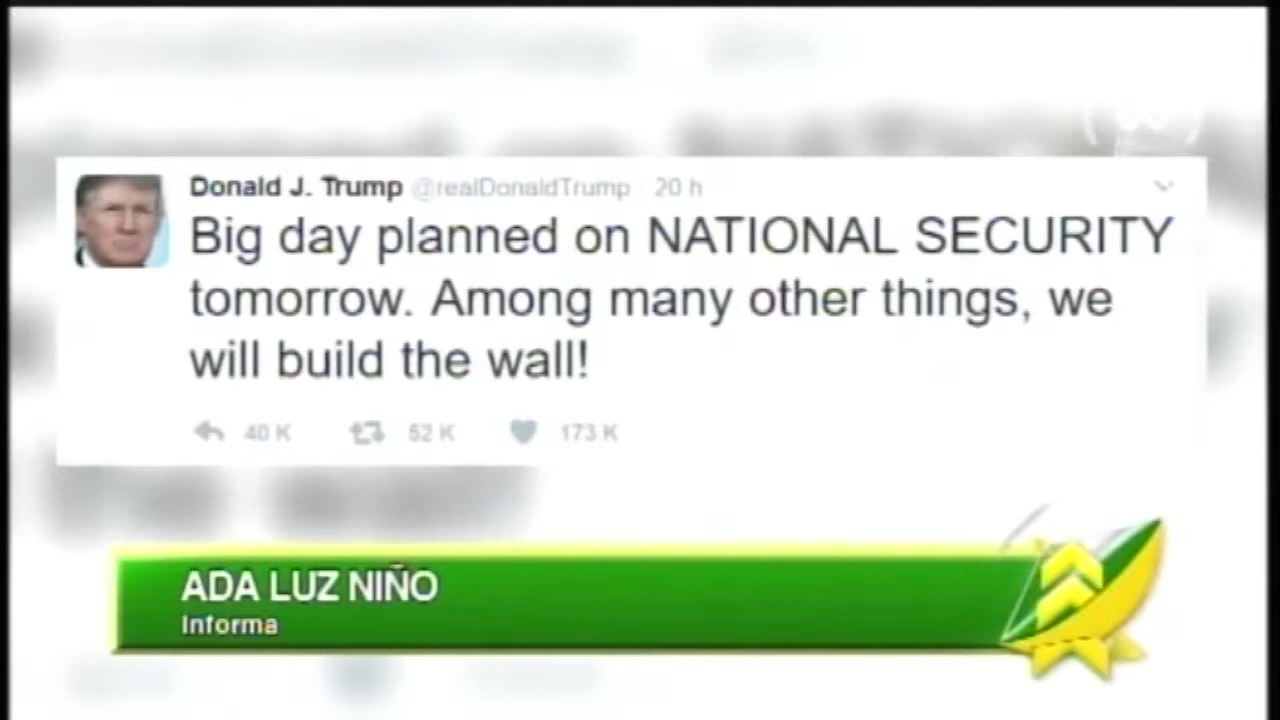 Donald J. Trump @realDonaldTrump · 20 h
Big day planned on NATIONAL SECURITY
tomorrow. Among many other things, we
will build the wall!
40 K 52 K 173 K
ADA LUZ NIÑO
Informa